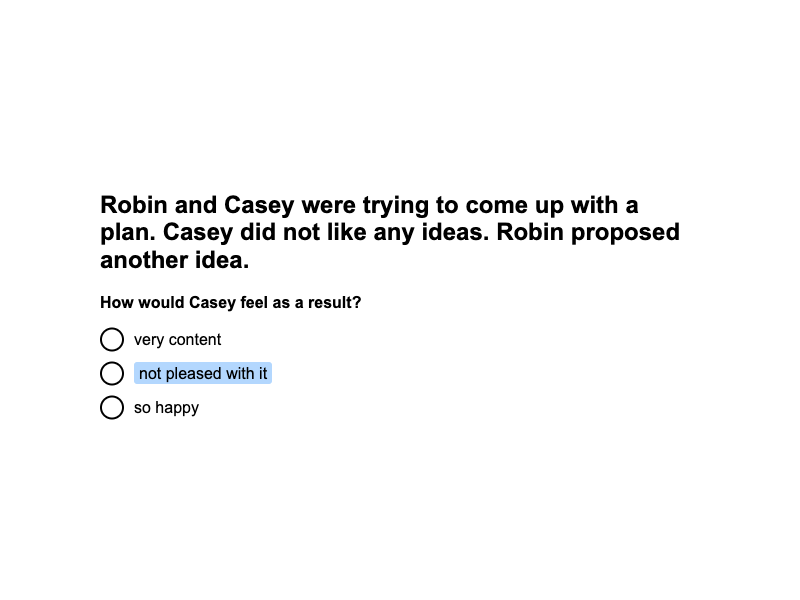 Robin and Casey were trying to come up with a
plan. Casey did not like any ideas. Robin proposed
another idea.
How would Casey feel as a result?
very content
not pleased with it
so happy